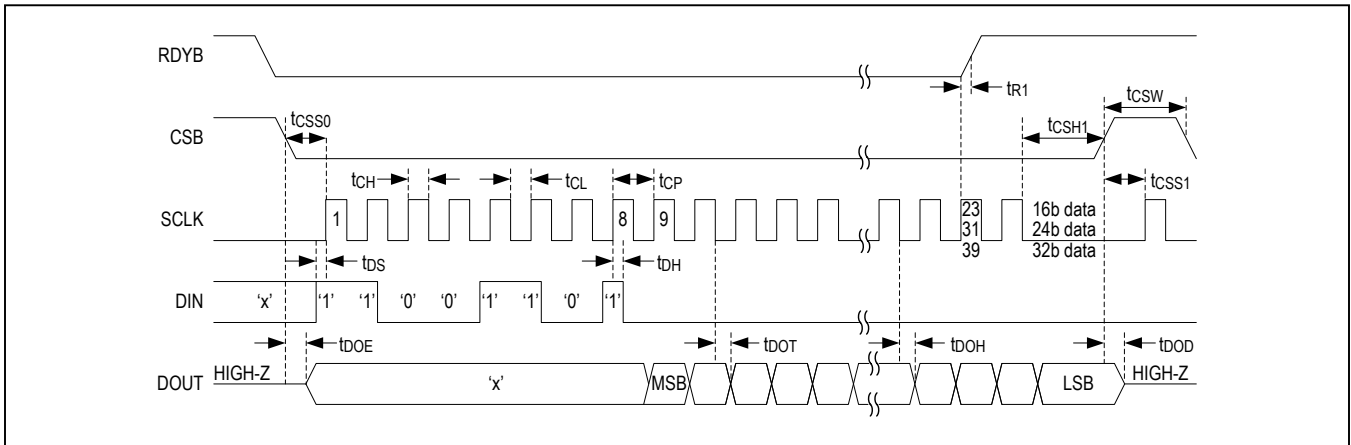 RDYB
tR1
tCSW
tCSS0
CSB
tCSH1
tCH
tCL
tCP
tCSS1
SCLK
1
8
9
23
16b data
31
24b data
39
32b data
tDS
tDH
DIN
'x'
'1'
'1'
'0'
'0'
'1'
'1'
'0'
'1'
tDOE
tDOT
tDOH
tDOD
DOUT
HIGH-Z
'x'
MSB
LSB
HIGH-Z